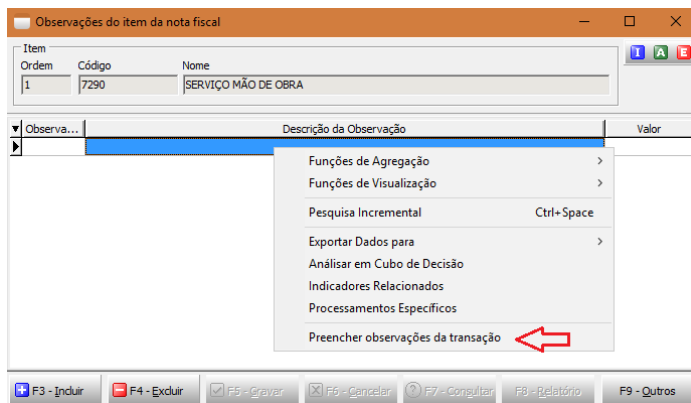 Observações do item da nota fiscal
Item
I A E
Ordem Código Nome
1 7290 SERVIÇO MÃO DE OBRA
Observa... Descrição da Observação Valor
Funções de Agregação
Funções de Visualização
Pesquisa Incremental Ctrl+Space
Exportar Dados para
Análisar em Cubo de Decisão
Indicadores Relacionados
Processamentos Específicos
Preencher observações da transação
F3 - Incluir F4 - Excluir F5 - Gravar F6 - Cancelar F7 - Consultar F8 - Relatório F9 - Outros